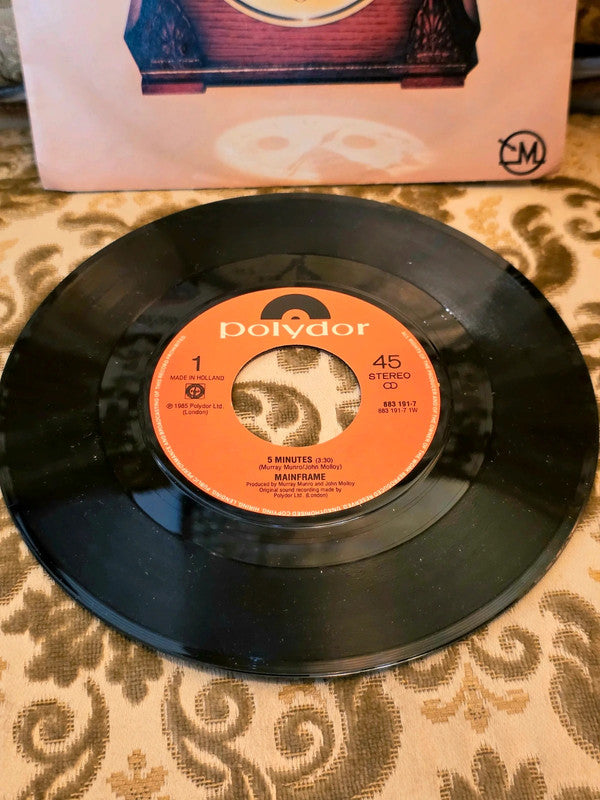 M
polydor
1
45
MADE IN HOLLAND
STEREO
℗ 1985 Polydor Ltd.
(London)
883 191-7
883 191-7 1W
5 MINUTES (3:30)
(Murray Munro/John Molloy)
MAINFRAME
Produced by Murray Munro and John Molloy
Original sound recording made by
Polydor Ltd. (London)